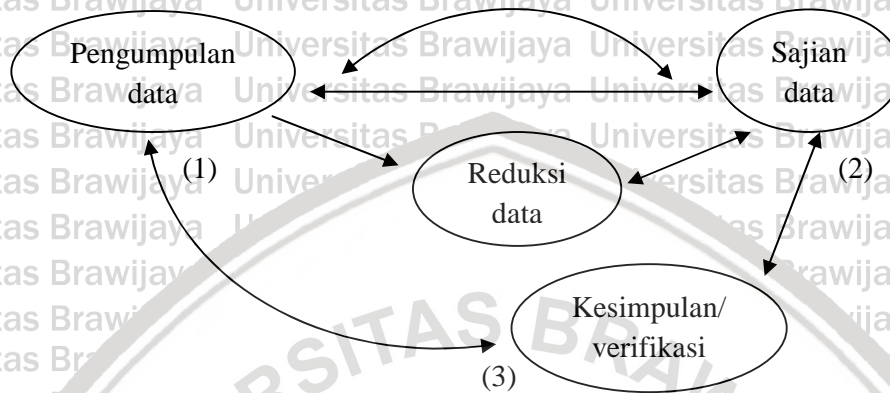 Pengumpulan
data
Sajian
data
(1)
Reduksi
data
(2)
Kesimpulan/
verifikasi
(3)